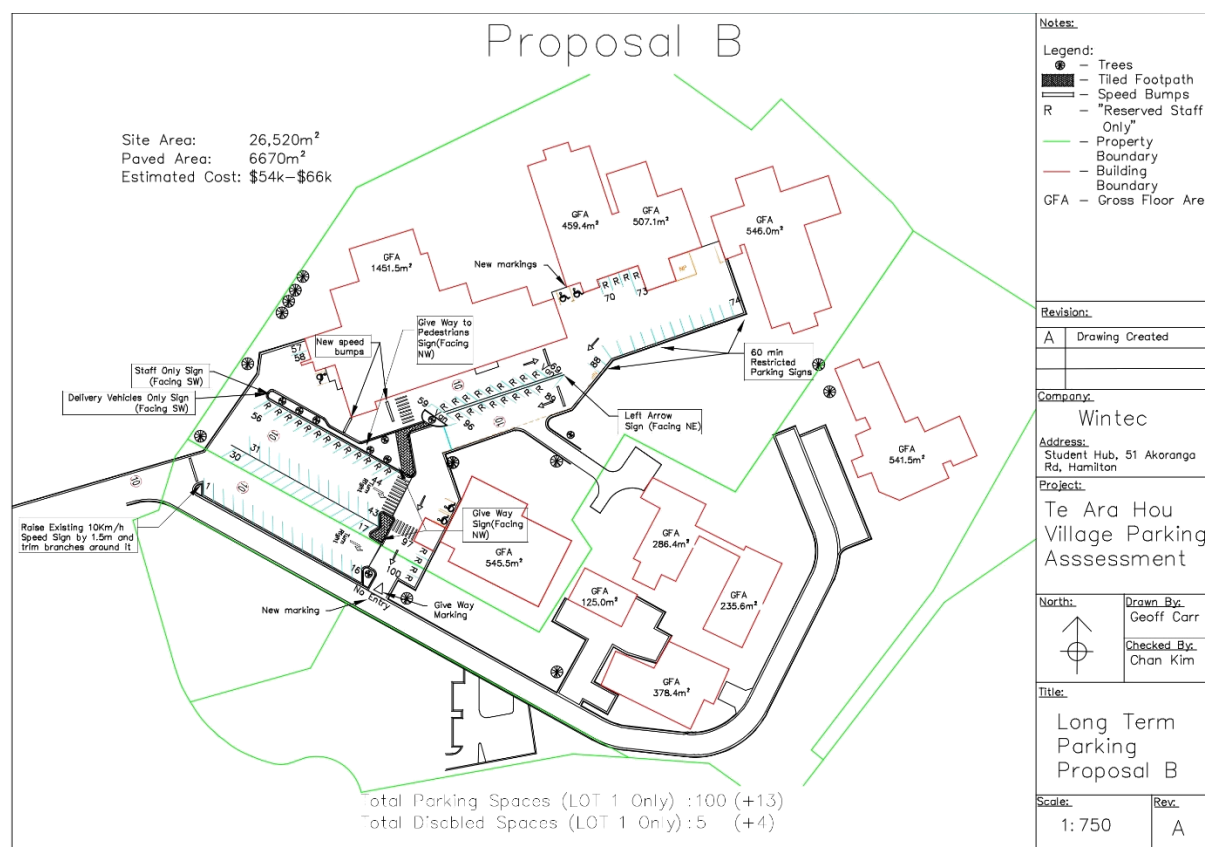 Proposal B
Site Area: 26,520m²
Paved Area: 6670m²
Estimated Cost: $54k–$66k
GFA
459.4m²
GFA
507.1m²
GFA
546.0m²
GFA
1451.5m²
New markings
R R R R
70
73
NP
74
Give Way to
Pedestrians
Sign(Facing
NW)
New speed
bumps
57
58
60 min
Restricted
Parking Signs
88
Staff Only Sign
(Facing SW)
Delivery Vehicles Only Sign
(Facing SW)
59
10
96
10
Left Arrow
Sign (Facing NE)
56
10
31
30
10
44
43
17
1
10
GFA
541.5m²
Raise Existing 10Km/h
Speed Sign by 1.5m and
trim branches around it
Give Way
Sign(Facing
NW)
97
R
R
R
100
16
No Entry
New marking
Give Way
Marking
GFA
545.5m²
GFA
286.4m²
GFA
125.0m²
GFA
235.6m²
GFA
378.4m²
Total Parking Spaces (LOT 1 Only) :100 (+13)
Total Disabled Spaces (LOT 1 Only) :5 (+4)
Notes:
Legend:
– Trees
– Tiled Footpath
– Speed Bumps
R – "Reserved Staff
Only"
– Property
Boundary
– Building
Boundary
GFA – Gross Floor Are
Revision:
A Drawing Created
Company:
Wintec
Address:
Student Hub, 51 Akoranga
Rd, Hamilton
Project:
Te Ara Hou
Village Parking
Asssessment
North:
Drawn By:
Geoff Carr
Checked By:
Chan Kim
Title:
Long Term
Parking
Proposal B
Scale:
1:750
Rev:
A